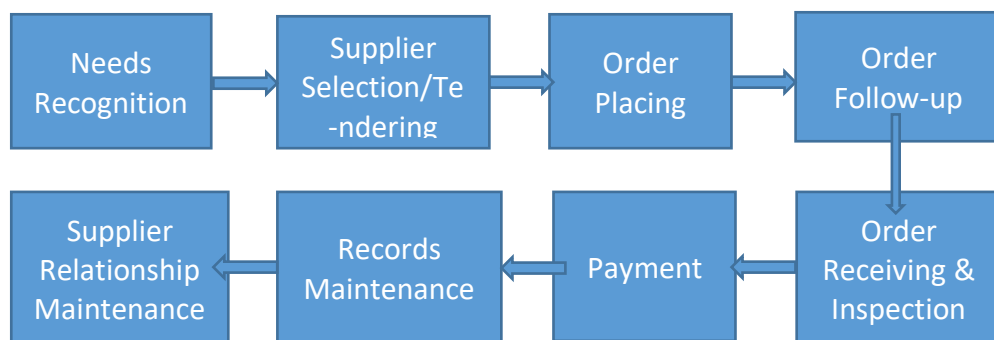 Needs
Recognition
Supplier
Selection/Te
-ndering
Order
Placing
Order
Follow-up
Supplier
Relationship
Maintenance
Records
Maintenance
Payment
Order
Receiving &
Inspection